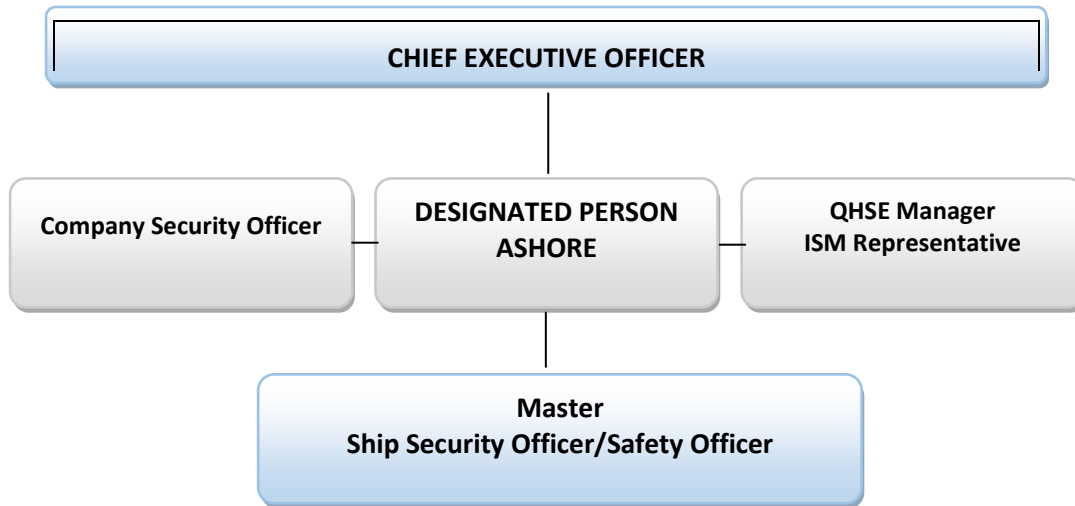 CHIEF EXECUTIVE OFFICER
Company Security Officer
DESIGNATED PERSON
ASHORE
QHSE Manager
ISM Representative
Master
Ship Security Officer/Safety Officer